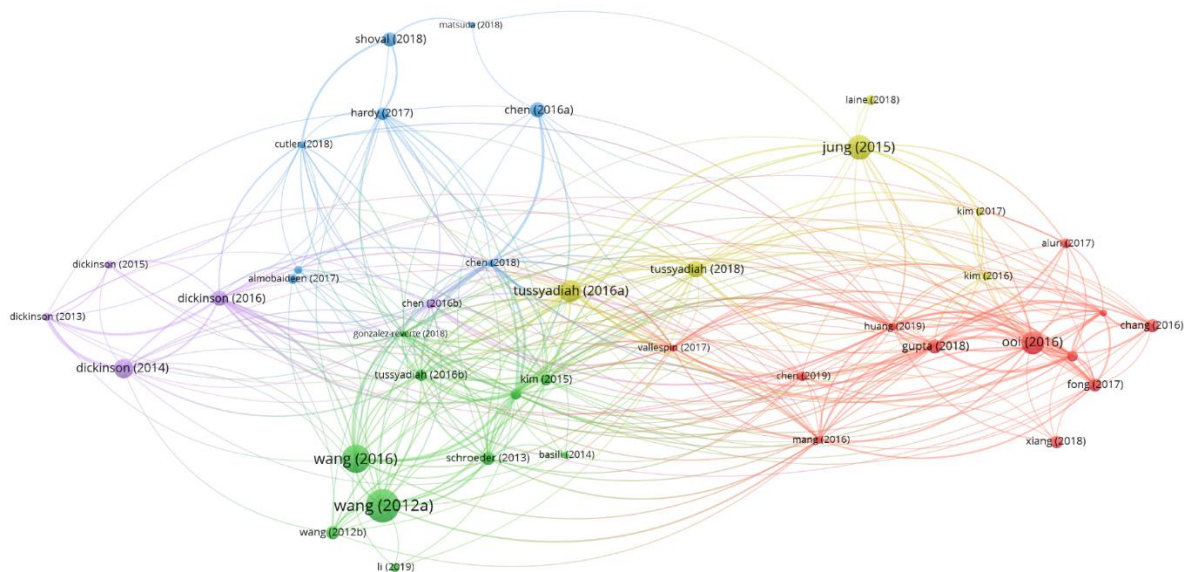 matsuda (2018)
shoval (2018)
laine (2018)
hardy (2017)
chen (2016a)
cutler (2018)
jung (2015)
kim (2017)
alun (2017)
dickinson (2015)
chen (2018)
tussyadiah (2018)
kim (2016)
almobaideen (2017)
dickinson (2016)
tussyadiah (2016a)
chen (2016b)
dickinson (2013)
gonzalez-reverte (2018)
huang (2019)
chang (2016)
vallespin (2017)
gupta (2018)
ooi (2016)
dickinson (2014)
tussyadiah (2016b)
kim (2015)
chen (2019)
fong (2017)
mang (2016)
xiang (2018)
wang (2016)
schroeder (2013)
basili (2014)
wang (2012a)
wang (2012b)
li (2019)